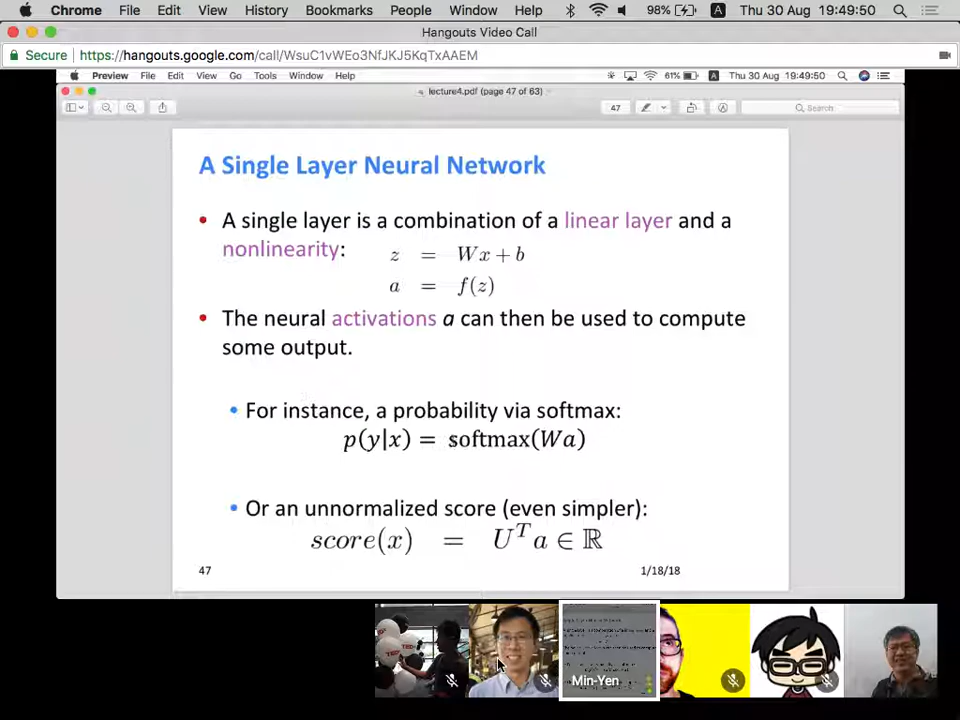 Chrome File Edit View History Bookmarks People Window Help 98% A Thu 30 Aug 19:49:50
Hangouts Video Call
Secure https://hangouts.google.com/call/WsuC1vWEo3NfJKJ5KqTxAAEM
Preview File Edit View Go Tools Window Help 61% A Thu 30 Aug 19:49:50
lecture4.pdf (page 47 of 63)
47 Search
A Single Layer Neural Network
• A single layer is a combination of a linear layer and a
nonlinearity:
z = Wx + b
a = f(z)
• The neural activations a can then be used to compute
some output.
• For instance, a probability via softmax:
p(y|x) = softmax(Wa)
• Or an unnormalized score (even simpler):
score(x) = U^T a ∈ ℝ
47 1/18/18
Min-Yen